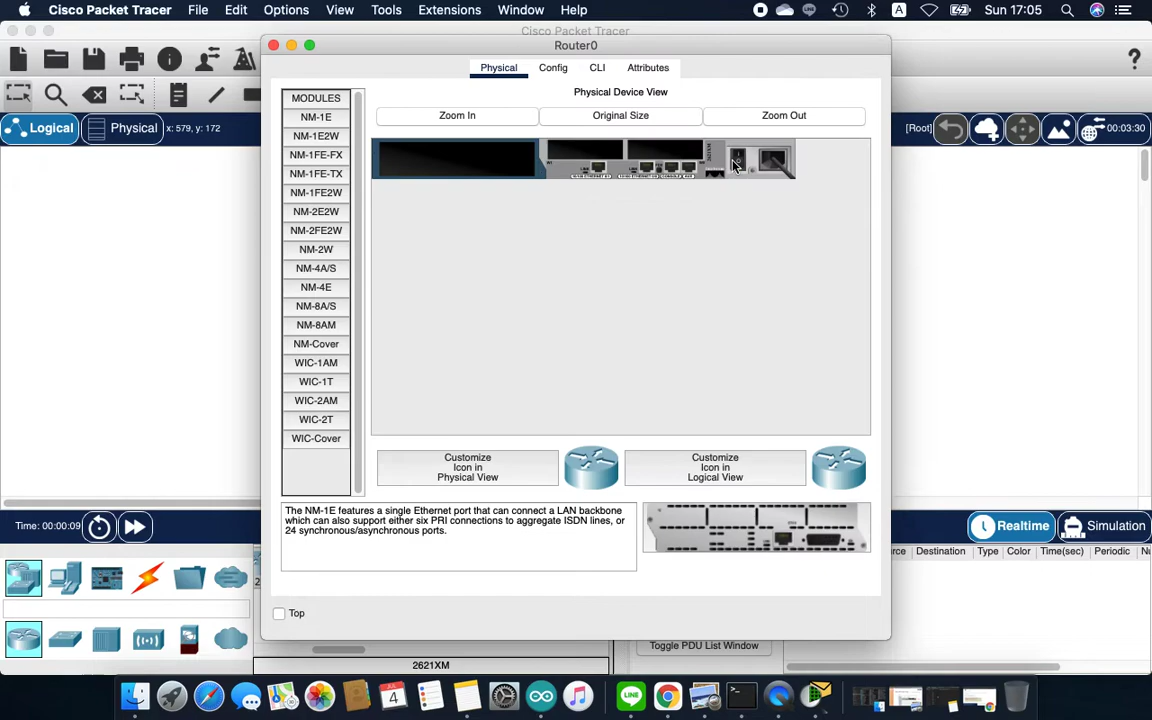 Cisco Packet Tracer File Edit Options View Tools Extensions Window Help A Sun 17:05
Cisco Packet Tracer
Router0
?
Physical Config CLI Attributes
Physical Device View
Zoom In Original Size Zoom Out
Logical Physical x: 579, y: 172 [Root] 00:03:30
MODULES
NM-1E
NM-1E2W
NM-1FE-FX
NM-1FE-TX
NM-1FE2W
NM-2E2W
NM-2FE2W
NM-2W
NM-4A/S
NM-4E
NM-8A/S
NM-8AM
NM-Cover
WIC-1AM
WIC-1T
WIC-2AM
WIC-2T
WIC-Cover
Customize
Icon in
Physical View
Customize
Icon in
Logical View
The NM-1E features a single Ethernet port that can connect a LAN backbone
which can also support either six PRI connections to aggregate ISDN lines, or
24 synchronous/asynchronous ports.
Time: 00:00:09 Realtime Simulation
rce Destination Type Color Time(sec) Periodic Nu
Top
Toggle PDU List Window
2621XM
JUL
4